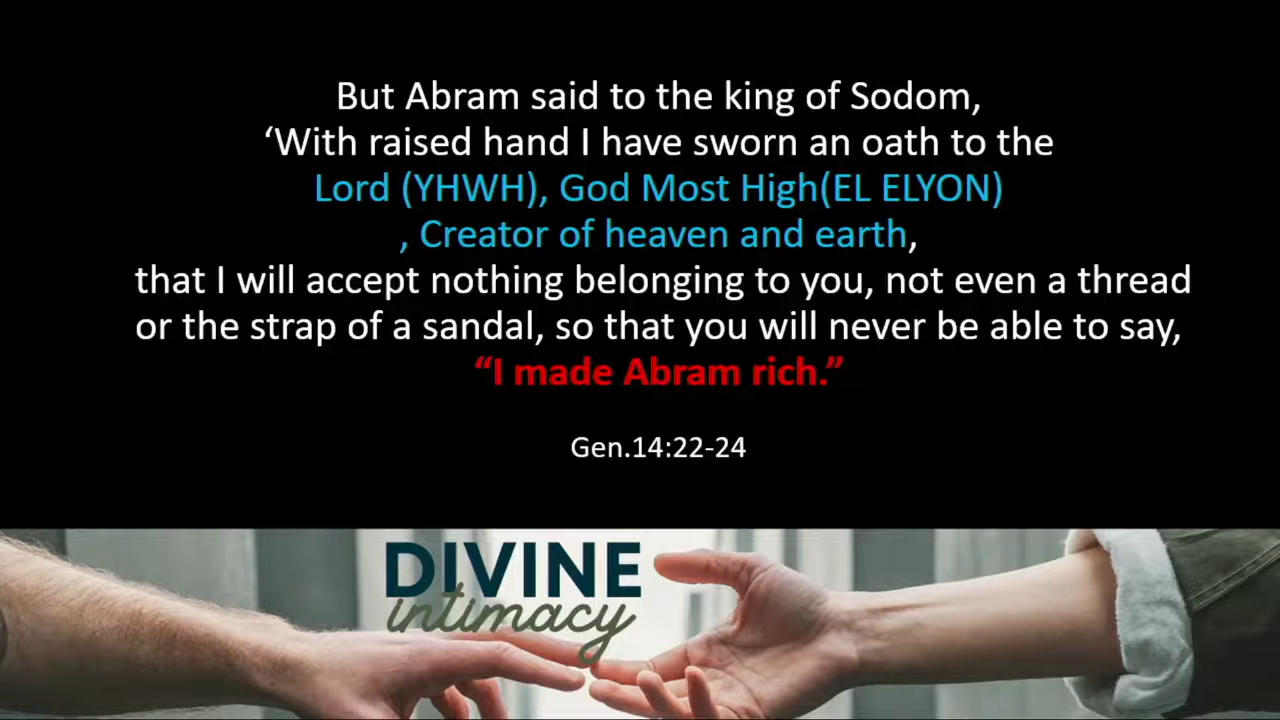 But Abram said to the king of Sodom,
‘With raised hand I have sworn an oath to the
Lord (YHWH), God Most High(EL ELYON)
, Creator of heaven and earth,
that I will accept nothing belonging to you, not even a thread
or the strap of a sandal, so that you will never be able to say,
“I made Abram rich.”
Gen.14:22-24
DIVINE
intimacy